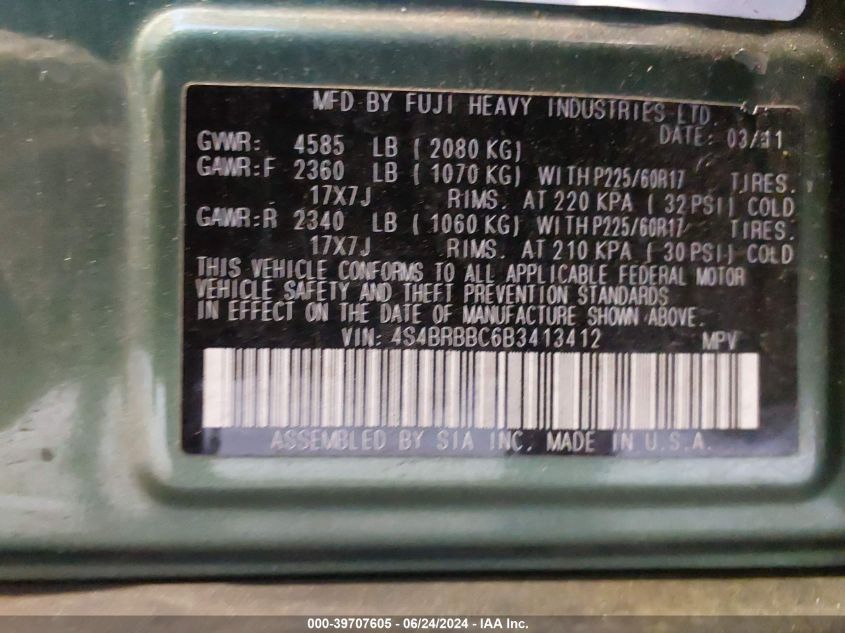 MFD BY FUJI HEAVY INDUSTRIES LTD.
DATE: 03/11
GVWR: 4585 LB ( 2080 KG)
GAWR:F 2360 LB ( 1070 KG) WITH P225/60R17 TIRES.
17X7J RIMS. AT 220 KPA ( 32 PSI) COLD
GAWR:R 2340 LB ( 1060 KG) WITH P225/60R17 TIRES.
17X7J RIMS. AT 210 KPA ( 30 PSI) COLD
THIS VEHICLE CONFORMS TO ALL APPLICABLE FEDERAL MOTOR
VEHICLE SAFETY AND THEFT PREVENTION STANDARDS
IN EFFECT ON THE DATE OF MANUFACTURE SHOWN ABOVE.
VIN: 4S4BRBBC6B3413412 MPV
ASSEMBLED BY SIA INC. MADE IN U.S.A.
000-39707605 - 06/24/2024 - © 2024, IAA Inc.